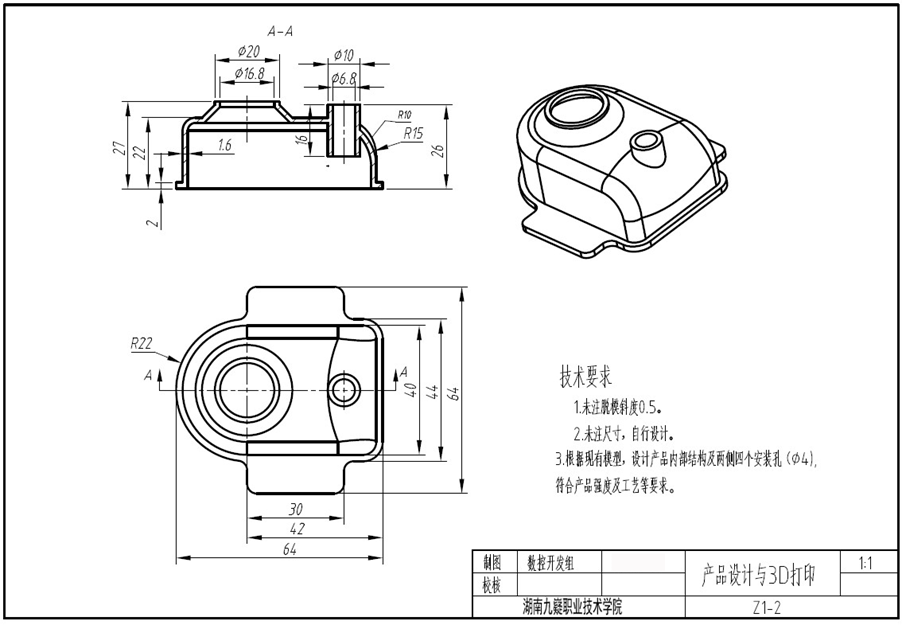 A-A
Φ20
Φ10
Φ16.8
Φ6.8
R10
R15
27
22
1.6
16
26
2
R22
A
A
40
44
64
30
42
64
技术要求
1.未注脱模斜度0.5。
2.未注尺寸，自行设计。
3.根据现有模型，设计产品内部结构及两侧四个安装孔（Φ4），
符合产品强度及工艺等要求。
制图 数控开发组 产品设计与3D打印 1:1
校核
湖南九嶷职业技术学院 Z1-2